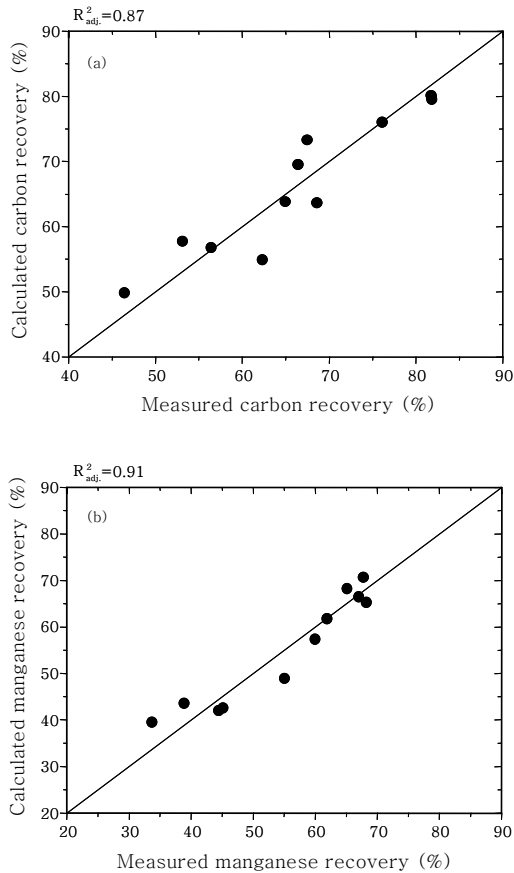 R²adj.=0.87
90
(a)
80
70
60
50
40
Calculated carbon recovery (%)
40 50 60 70 80 90
Measured carbon recovery (%)
R²adj.=0.91
90
(b)
80
70
60
50
40
30
20
Calculated manganese recovery (%)
20 30 40 50 60 70 80 90
Measured manganese recovery (%)